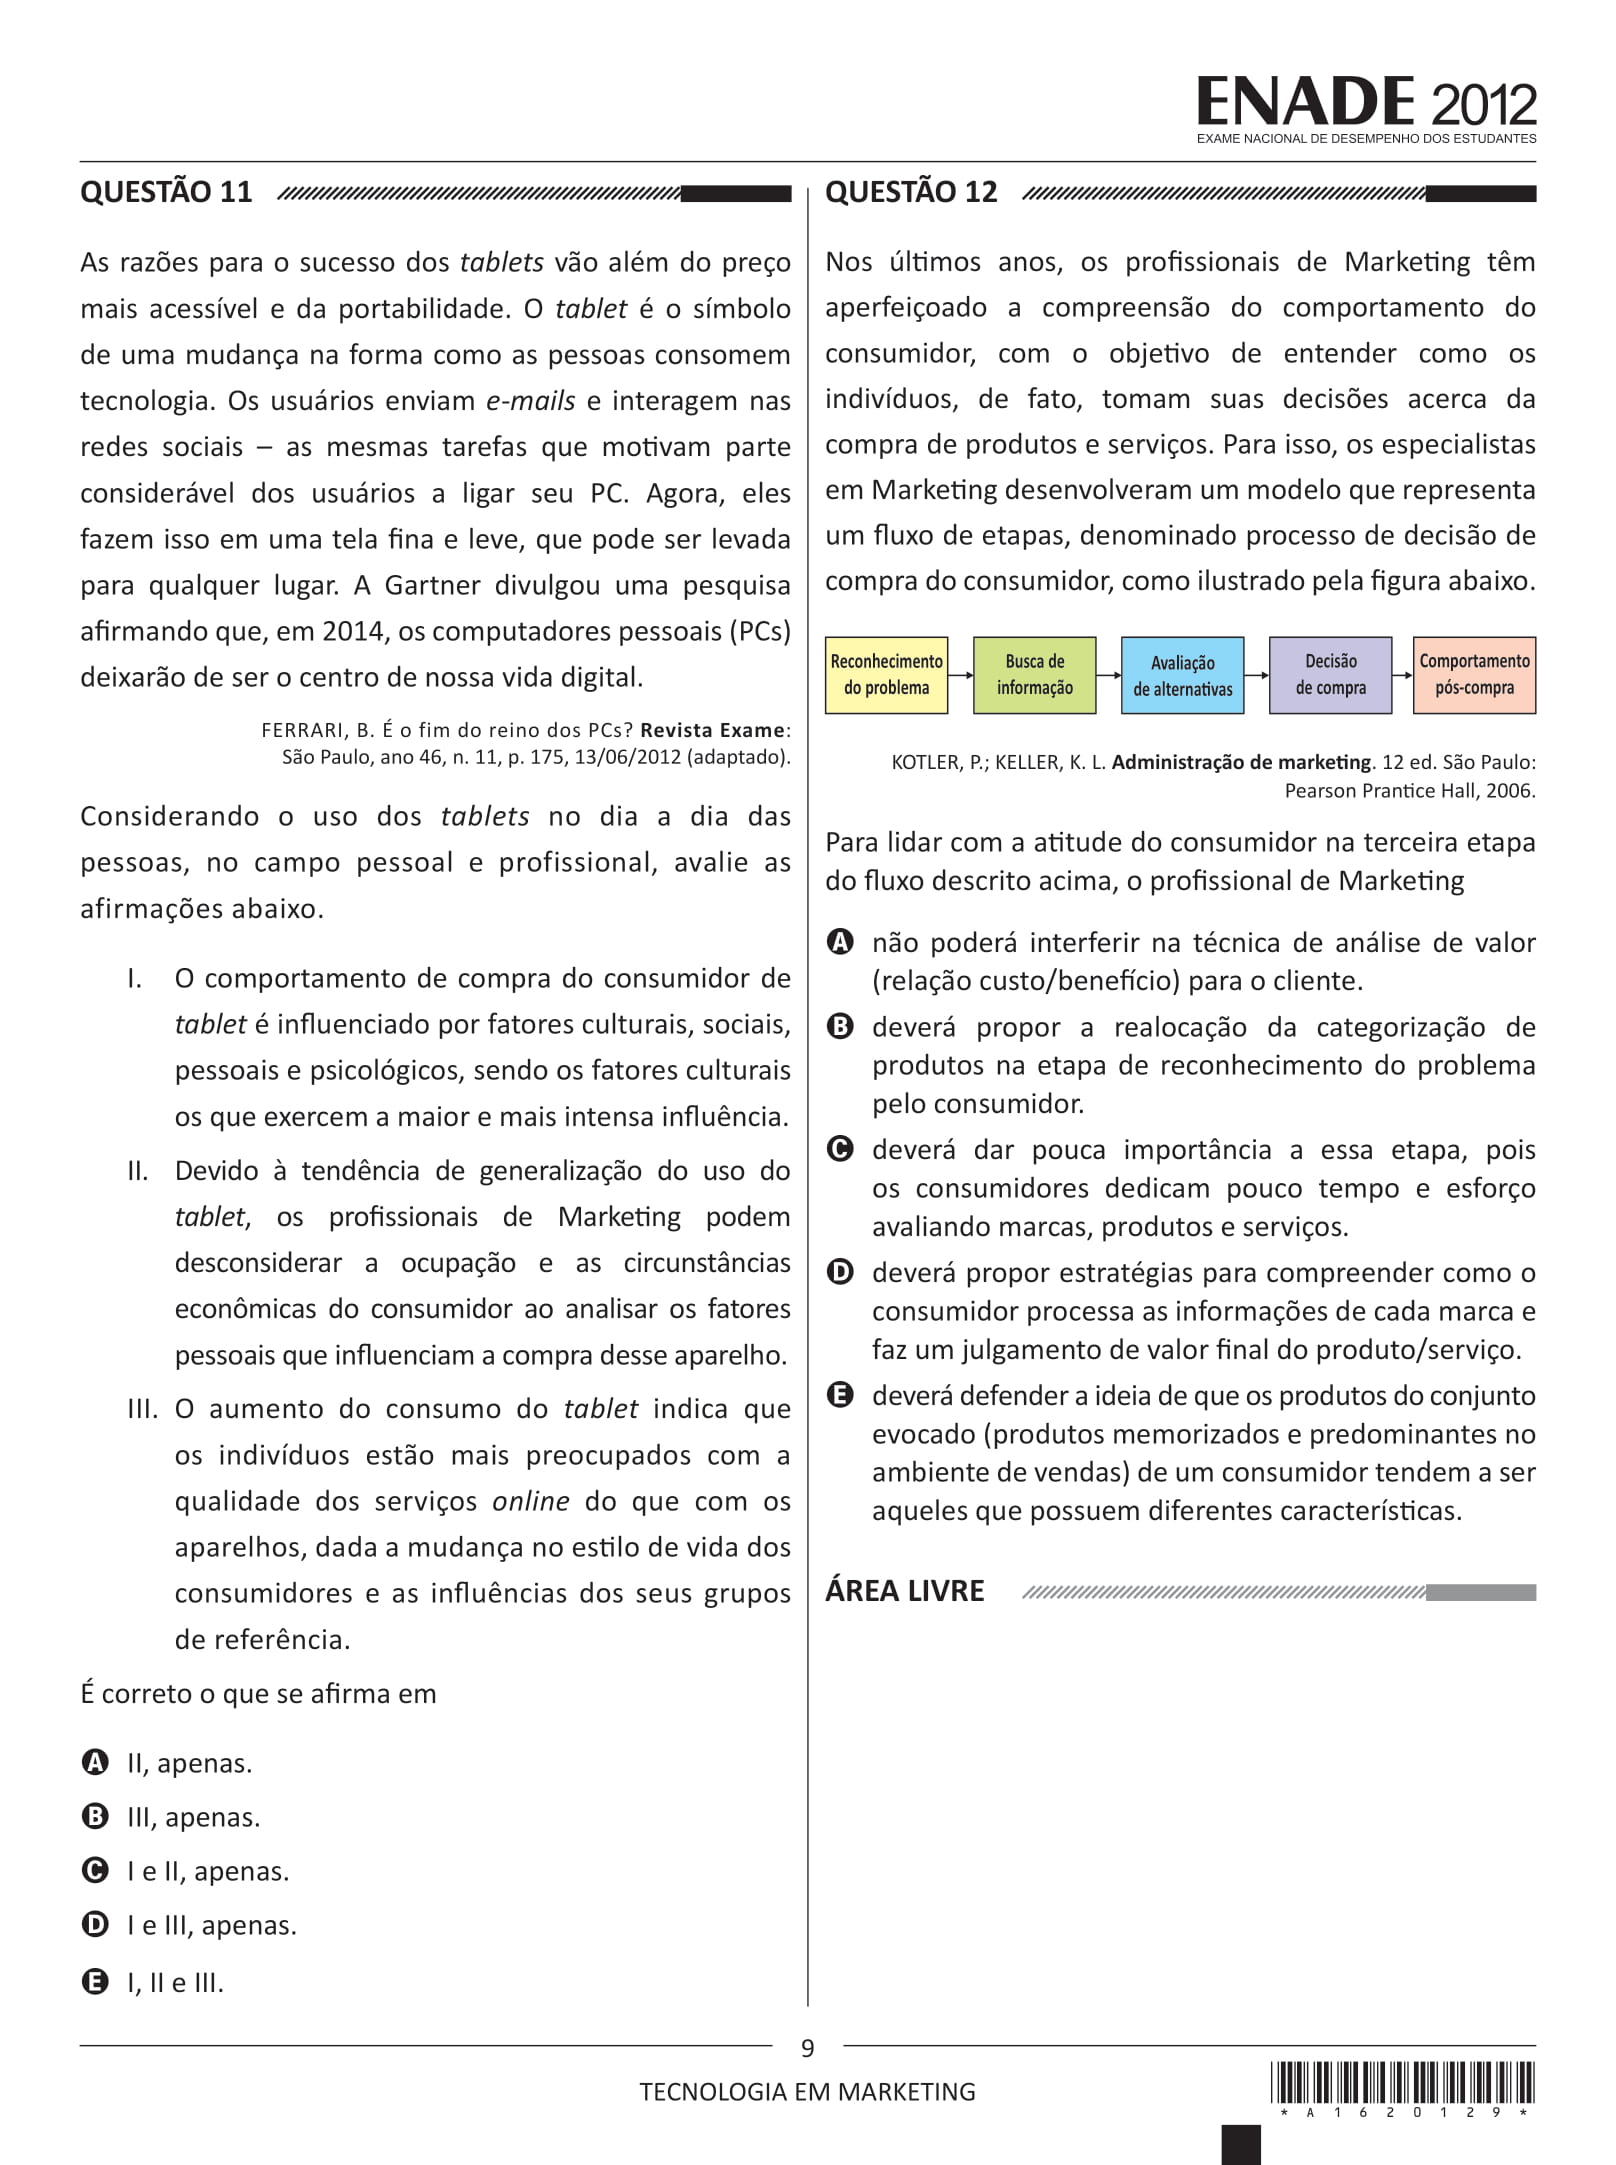 ENADE 2012
EXAME NACIONAL DE DESEMPENHO DOS ESTUDANTES
QUESTÃO 11
As razões para o sucesso dos tablets vão além do preço
mais acessível e da portabilidade. O tablet é o símbolo
de uma mudança na forma como as pessoas consomem
tecnologia. Os usuários enviam e-mails e interagem nas
redes sociais – as mesmas tarefas que motivam parte
considerável dos usuários a ligar seu PC. Agora, eles
fazem isso em uma tela fina e leve, que pode ser levada
para qualquer lugar. A Gartner divulgou uma pesquisa
afirmando que, em 2014, os computadores pessoais (PCs)
deixarão de ser o centro de nossa vida digital.
FERRARI, B. É o fim do reino dos PCs? Revista Exame:
São Paulo, ano 46, n. 11, p. 175, 13/06/2012 (adaptado).
Considerando o uso dos tablets no dia a dia das
pessoas, no campo pessoal e profissional, avalie as
afirmações abaixo.
I. O comportamento de compra do consumidor de
tablet é influenciado por fatores culturais, sociais,
pessoais e psicológicos, sendo os fatores culturais
os que exercem a maior e mais intensa influência.
II. Devido à tendência de generalização do uso do
tablet, os profissionais de Marketing podem
desconsiderar a ocupação e as circunstâncias
econômicas do consumidor ao analisar os fatores
pessoais que influenciam a compra desse aparelho.
III. O aumento do consumo do tablet indica que
os indivíduos estão mais preocupados com a
qualidade dos serviços online do que com os
aparelhos, dada a mudança no estilo de vida dos
consumidores e as influências dos seus grupos
de referência.
É correto o que se afirma em
A II, apenas.
B III, apenas.
C I e II, apenas.
D I e III, apenas.
E I, II e III.
QUESTÃO 12
Nos últimos anos, os profissionais de Marketing têm
aperfeiçoado a compreensão do comportamento do
consumidor, com o objetivo de entender como os
indivíduos, de fato, tomam suas decisões acerca da
compra de produtos e serviços. Para isso, os especialistas
em Marketing desenvolveram um modelo que representa
um fluxo de etapas, denominado processo de decisão de
compra do consumidor, como ilustrado pela figura abaixo.
Reconhecimento
do problema
Busca de
informação
Avaliação
de alternativas
Decisão
de compra
Comportamento
pós-compra
KOTLER, P.; KELLER, K. L. Administração de marketing. 12 ed. São Paulo:
Pearson Prantice Hall, 2006.
Para lidar com a atitude do consumidor na terceira etapa
do fluxo descrito acima, o profissional de Marketing
A não poderá interferir na técnica de análise de valor
(relação custo/benefício) para o cliente.
B deverá propor a realocação da categorização de
produtos na etapa de reconhecimento do problema
pelo consumidor.
C deverá dar pouca importância a essa etapa, pois
os consumidores dedicam pouco tempo e esforço
avaliando marcas, produtos e serviços.
D deverá propor estratégias para compreender como o
consumidor processa as informações de cada marca e
faz um julgamento de valor final do produto/serviço.
E deverá defender a ideia de que os produtos do conjunto
evocado (produtos memorizados e predominantes no
ambiente de vendas) de um consumidor tendem a ser
aqueles que possuem diferentes características.
ÁREA LIVRE
9
TECNOLOGIA EM MARKETING
* A 1 6 2 0 1 2 9 *